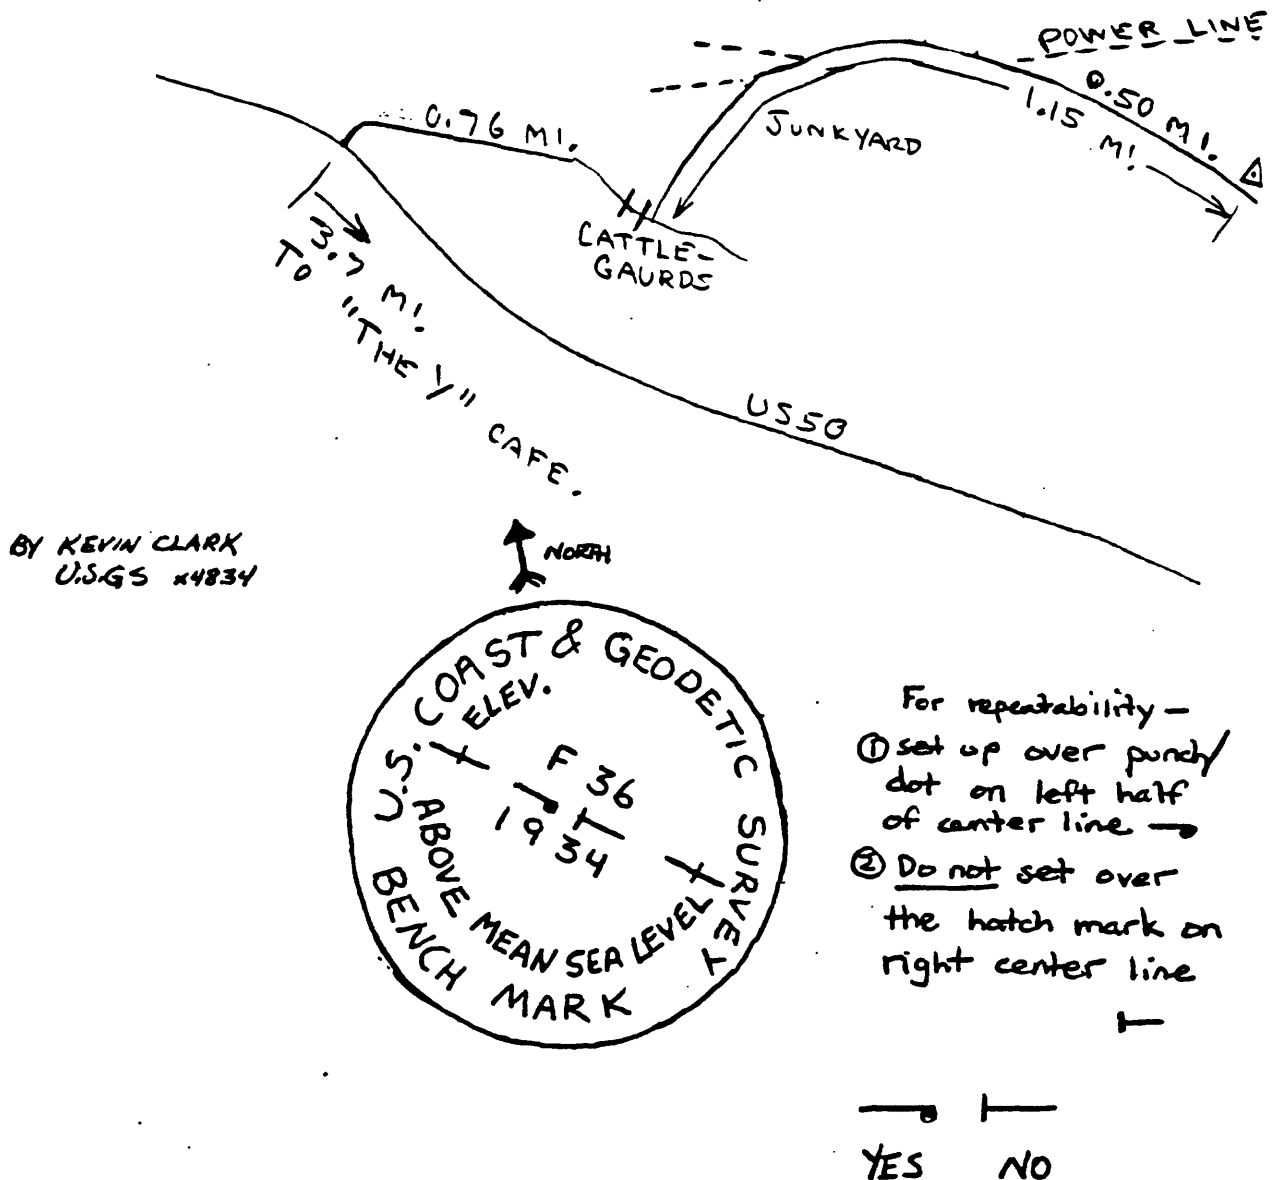 POWER LINE
0.76 MI.
0.50 MI.
1.15 MI
JUNKYARD
CATTLE-
GAURDS
3.7 MI.
TO "THE Y" CAFE.
US50
BY KEVIN CLARK
U.S.G.S x4834
NORTH
U.S. COAST & GEODETIC SURVEY
ELEV.
F 36
1934
ABOVE MEAN SEA LEVEL
BENCH MARK
For repeatability —
① set up over punch/
dot on left half
of center line
② Do not set over
the hatch mark on
right center line
YES NO